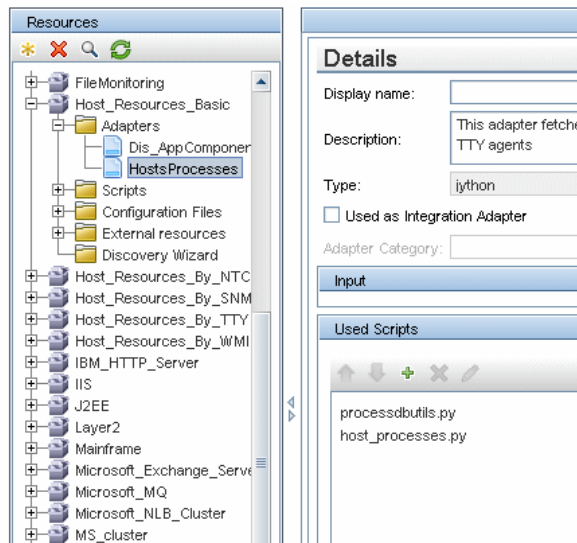 Resources
FileMonitoring
Host_Resources_Basic
Adapters
Dis_AppComponer
HostsProcesses
Scripts
Configuration Files
External resources
Discovery Wizard
Host_Resources_By_NTC
Host_Resources_By_SNM
Host_Resources_By_TTY
Host_Resources_By_WMI
IBM_HTTP_Server
IIS
J2EE
Layer2
Mainframe
Microsoft_Exchange_Serve
Microsoft_MQ
Microsoft_NLB_Cluster
MS_cluster
Details
Display name:
Description:
This adapter fetche
TTY agents
Type:
jython
Used as Integration Adapter
Adapter Category:
Input
Used Scripts
processdbutils.py
host_processes.py